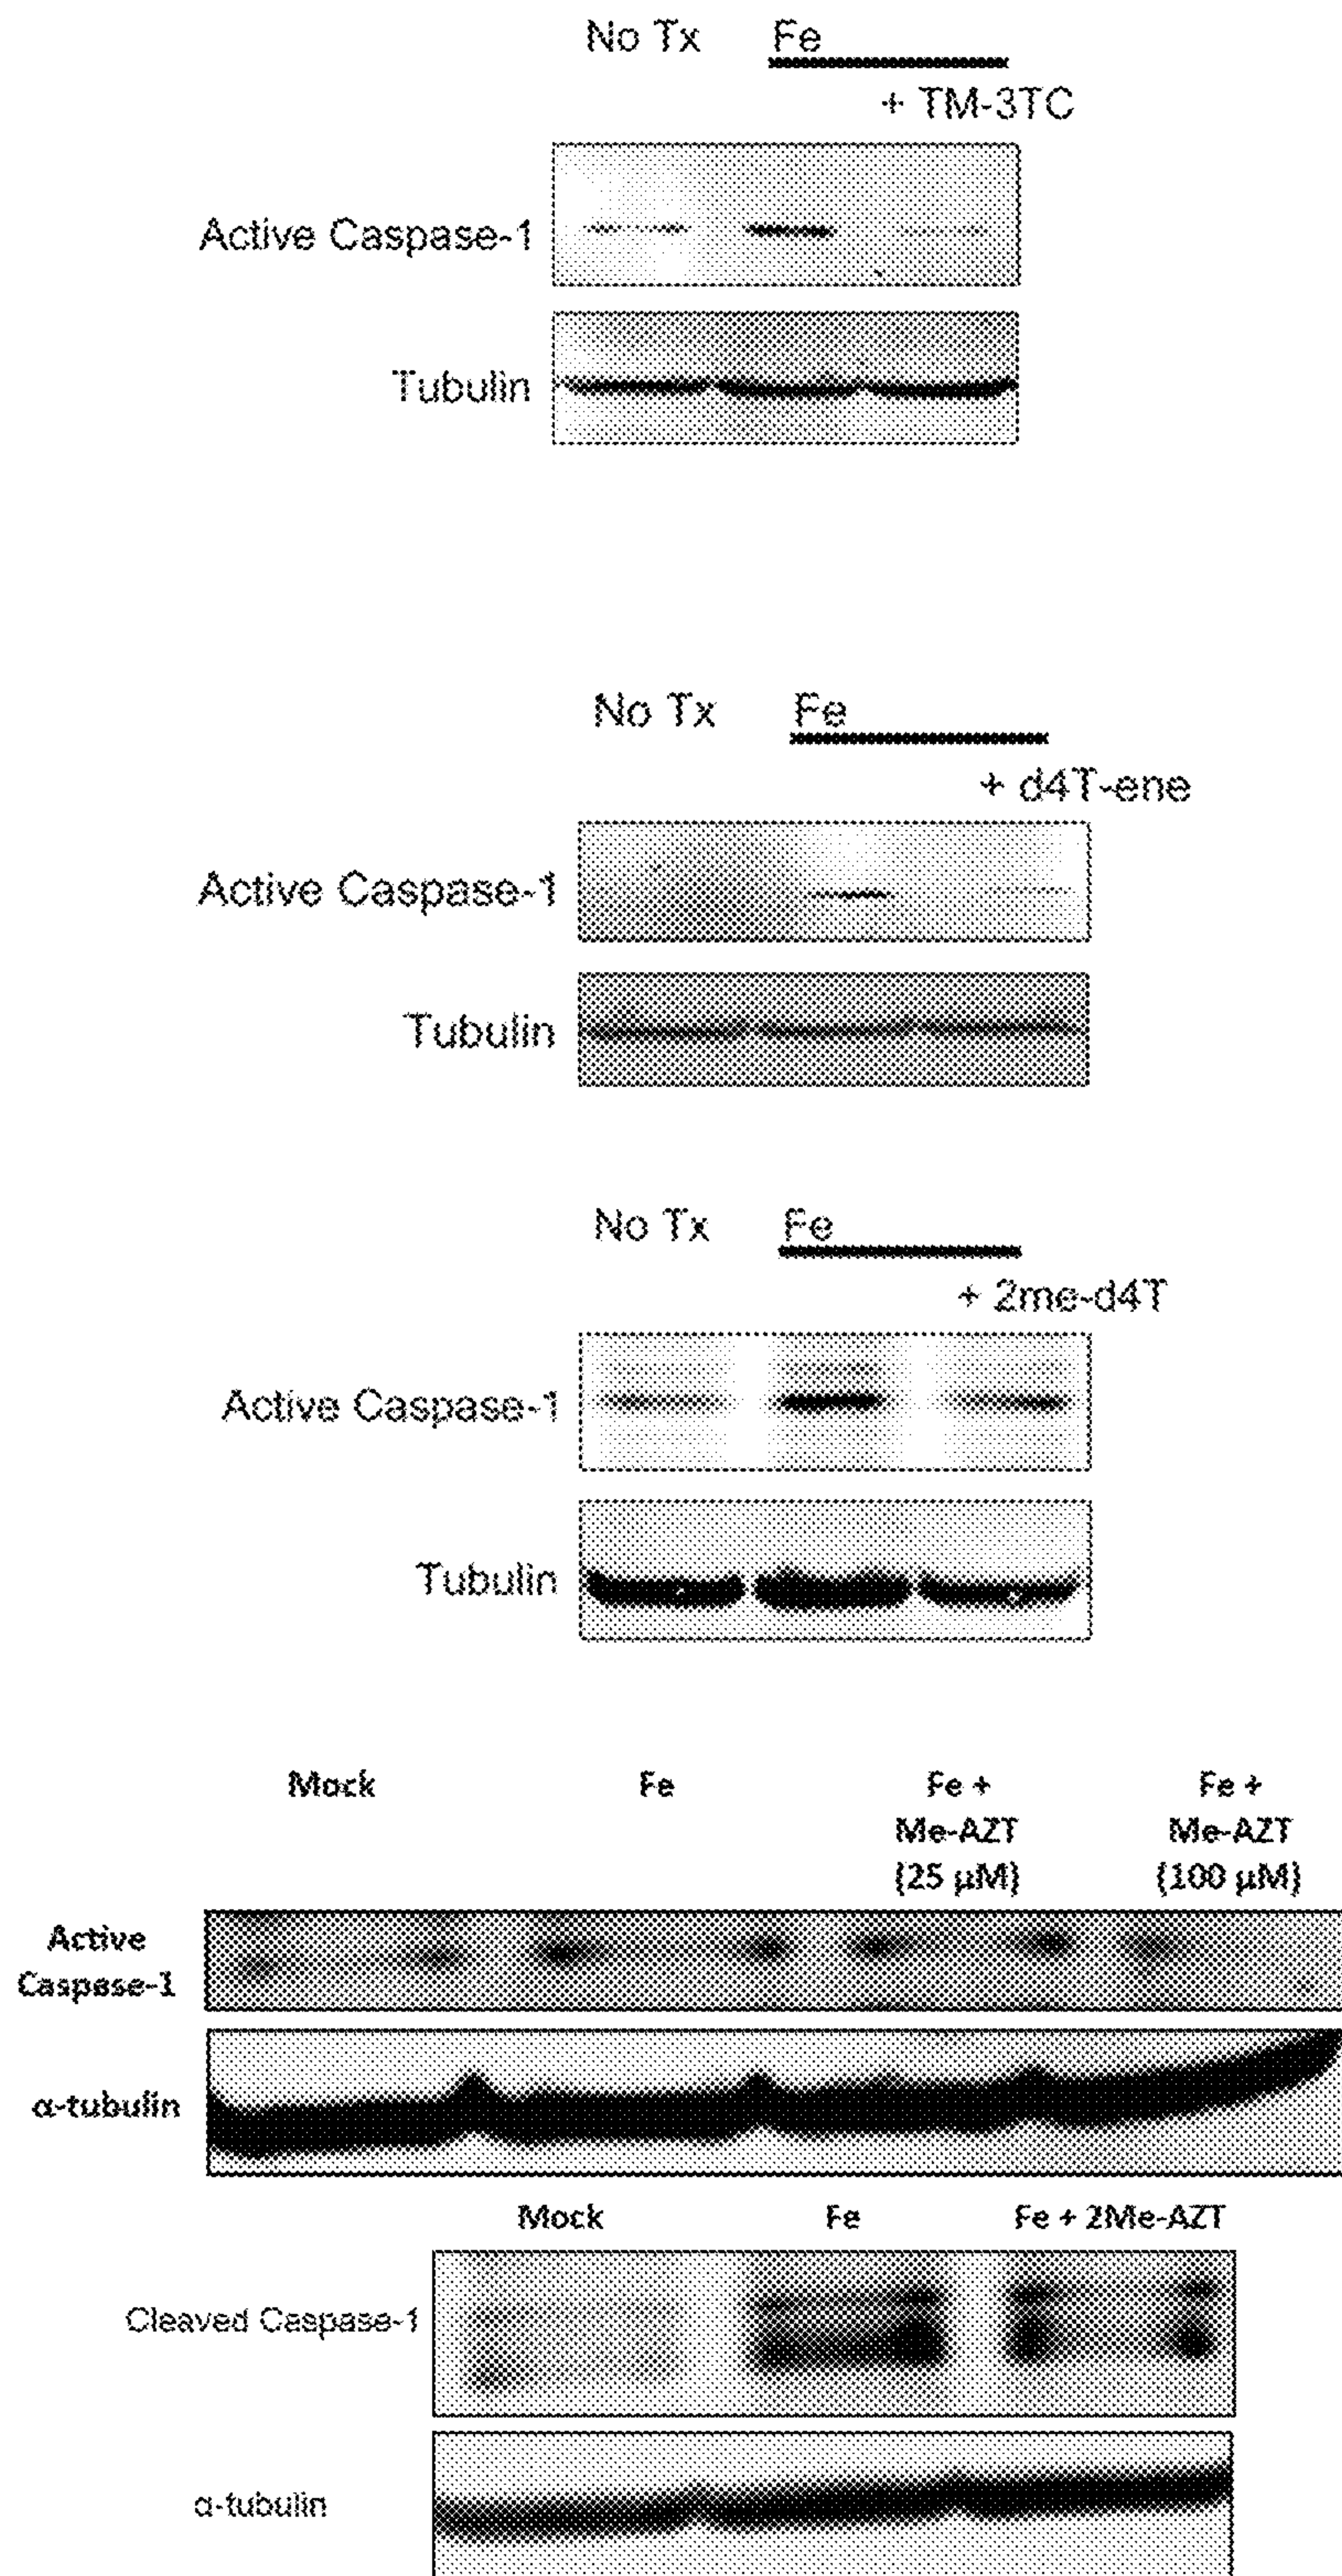 No Tx Fe
+ TM-3TC
Active Caspase-1
Tubulin
No Tx Fe
+ d4T-ene
Active Caspase-1
Tubulin
No Tx Fe
+ 2me-d4T
Active Caspase-1
Tubulin
Mock Fe Fe + Fe +
Me-AZT Me-AZT
(25 µM) (100 µM)
Active
Caspase-1
α-tubulin
Mock Fe Fe + 2Me-AZT
Cleaved Caspase-1
α-tubulin